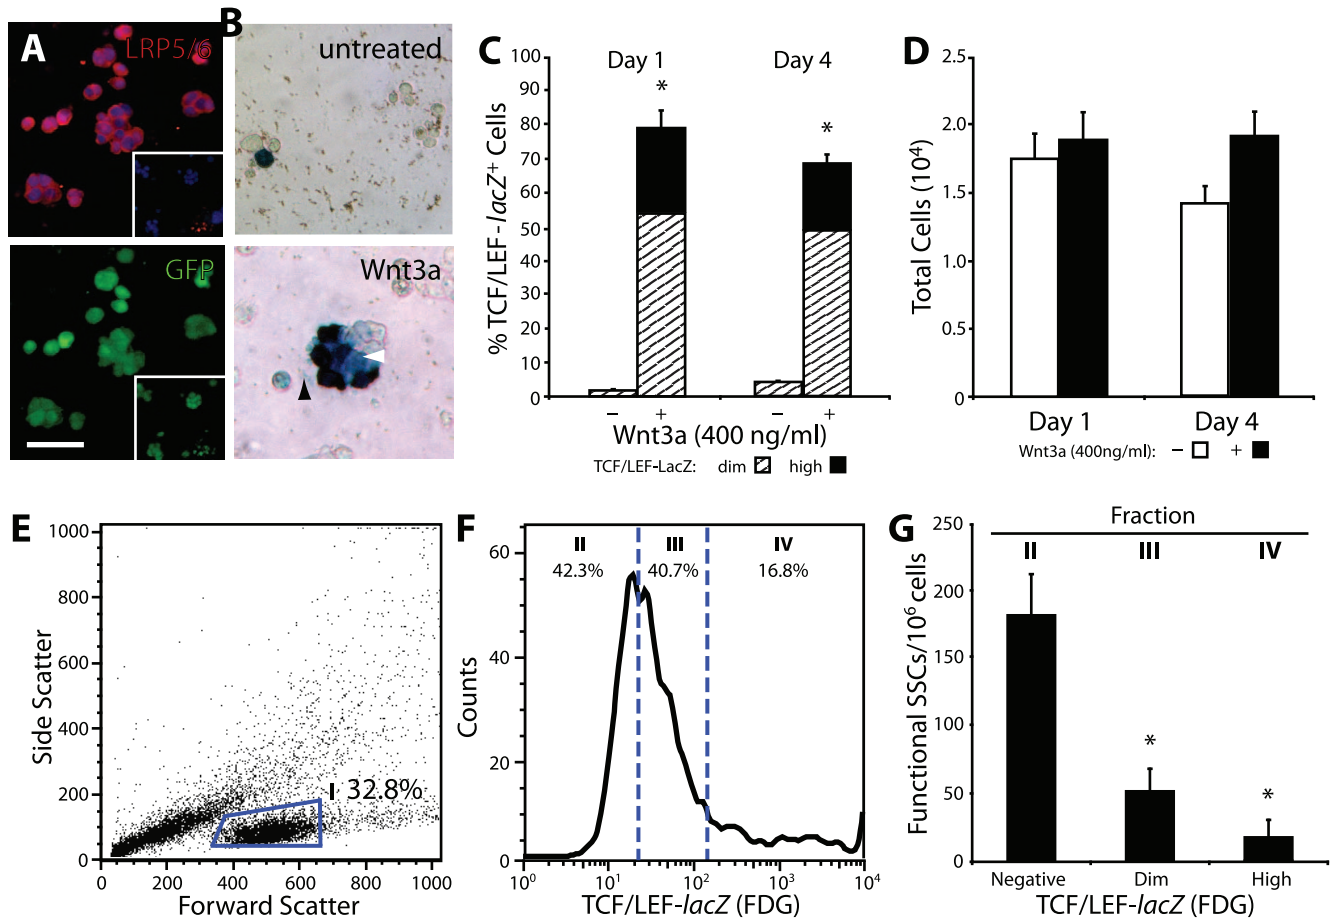 A
LRP5/6
GFP
B
untreated
Wnt3a
C
% TCF/LEF-lacZ+ Cells
100
90
80
70
60
50
40
30
20
10
0
Day 1
Day 4
*
*
− + − +
Wnt3a (400 ng/ml)
TCF/LEF-LacZ: dim high
D
Total Cells (10⁴)
2.5
2.0
1.5
1.0
0.5
0
Day 1 Day 4
Wnt3a (400ng/ml): − +
E
Side Scatter
1000
800
600
400
200
0
I 32.8%
0 200 400 600 800 1000
Forward Scatter
F
Counts
60
40
20
0
II III IV
42.3% 40.7% 16.8%
10⁰ 10¹ 10² 10³ 10⁴
TCF/LEF-lacZ (FDG)
G
Functional SSCs/10⁶ cells
250
200
150
100
50
0
Fraction
II III IV
*
*
Negative Dim High
TCF/LEF-lacZ (FDG)